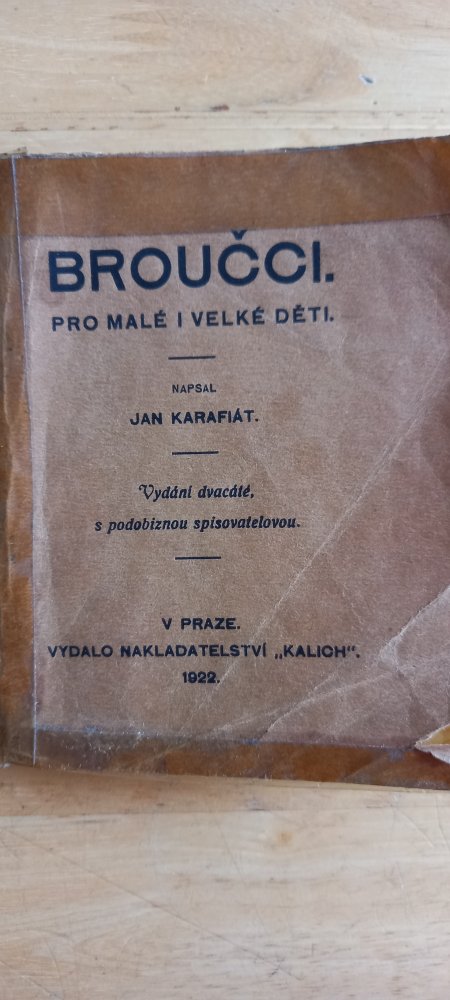 BROUČCI.
PRO MALÉ I VELKÉ DĚTI.
NAPSAL
JAN KARAFIÁT.
Vydání dvacáté,
s podobiznou spisovatelovou.
V PRAZE.
VYDALO NAKLADATELSTVÍ „KALICH“.
1922.